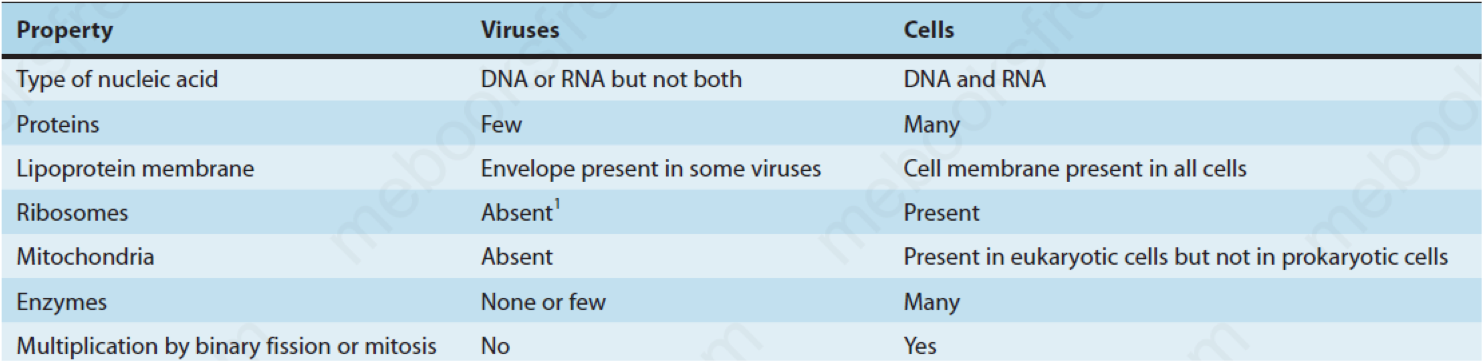 Property Viruses Cells
Type of nucleic acid DNA or RNA but not both DNA and RNA
Proteins Few Many
Lipoprotein membrane Envelope present in some viruses Cell membrane present in all cells
Ribosomes Absent¹ Present
Mitochondria Absent Present in eukaryotic cells but not in prokaryotic cells
Enzymes None or few Many
Multiplication by binary fission or mitosis No Yes